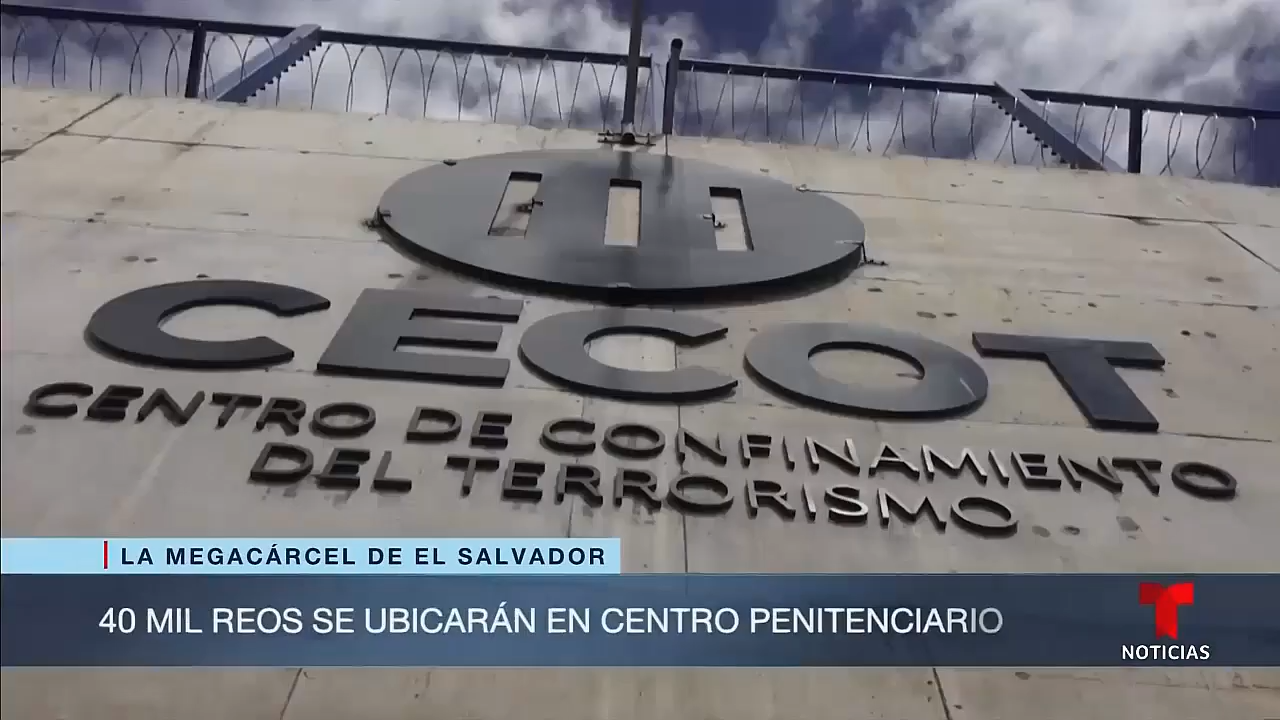 CECOT
CENTRO DE CONFINAMIENTO
DEL TERRORISMO
LA MEGACÁRCEL DE EL SALVADOR
40 MIL REOS SE UBICARÁN EN CENTRO PENITENCIARIO
NOTICIAS